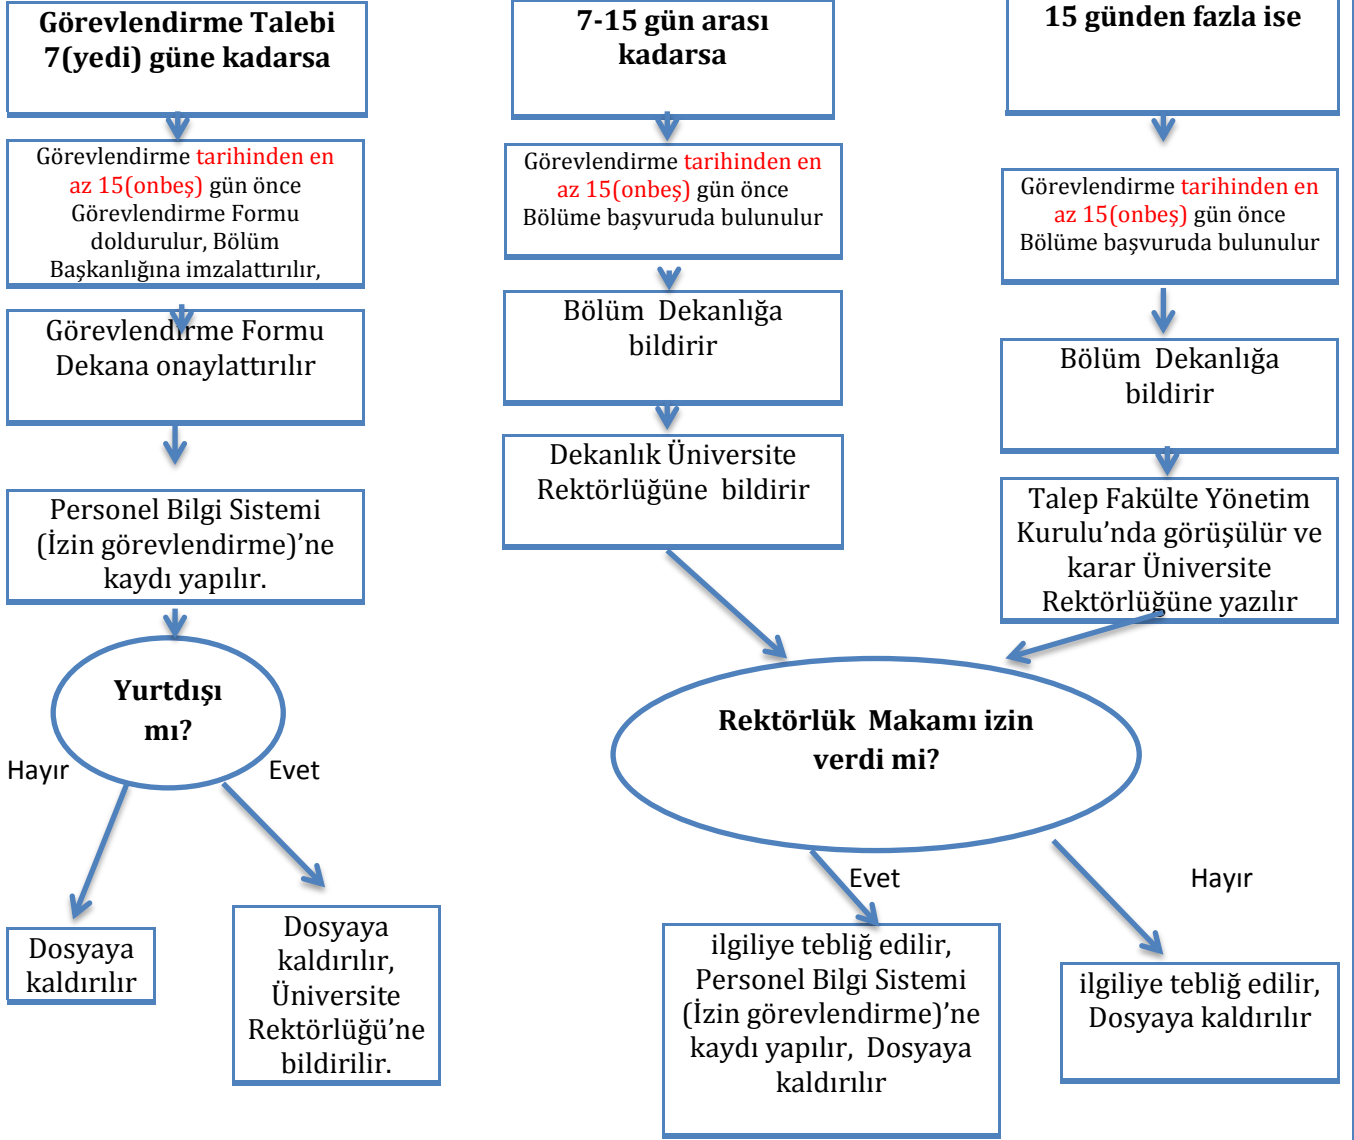 Görevlendirme Talebi
7(yedi) güne kadarsa
Görevlendirme tarihinden en
az 15(onbeş) gün önce
Görevlendirme Formu
doldurulur, Bölüm
Başkanlığına imzalattırılır,
Görevlendirme Formu
Dekana onaylattırılır
Personel Bilgi Sistemi
(İzin görevlendirme)’ne
kaydı yapılır.
Yurtdışı
mı?
Hayır
Evet
Dosyaya
kaldırılır
Dosyaya
kaldırılır,
Üniversite
Rektörlüğü’ne
bildirilir.
7-15 gün arası
kadarsa
Görevlendirme tarihinden en
az 15(onbeş) gün önce
Bölüme başvuruda bulunulur
Bölüm Dekanlığa
bildirir
Dekanlık Üniversite
Rektörlüğüne bildirir
15 günden fazla ise
Görevlendirme tarihinden en
az 15(onbeş) gün önce
Bölüme başvuruda bulunulur
Bölüm Dekanlığa
bildirir
Talep Fakülte Yönetim
Kurulu’nda görüşülür ve
karar Üniversite
Rektörlüğüne yazılır
Rektörlük Makamı izin
verdi mi?
Evet
Hayır
ilgiliye tebliğ edilir,
Personel Bilgi Sistemi
(İzin görevlendirme)’ne
kaydı yapılır, Dosyaya
kaldırılır
ilgiliye tebliğ edilir,
Dosyaya kaldırılır